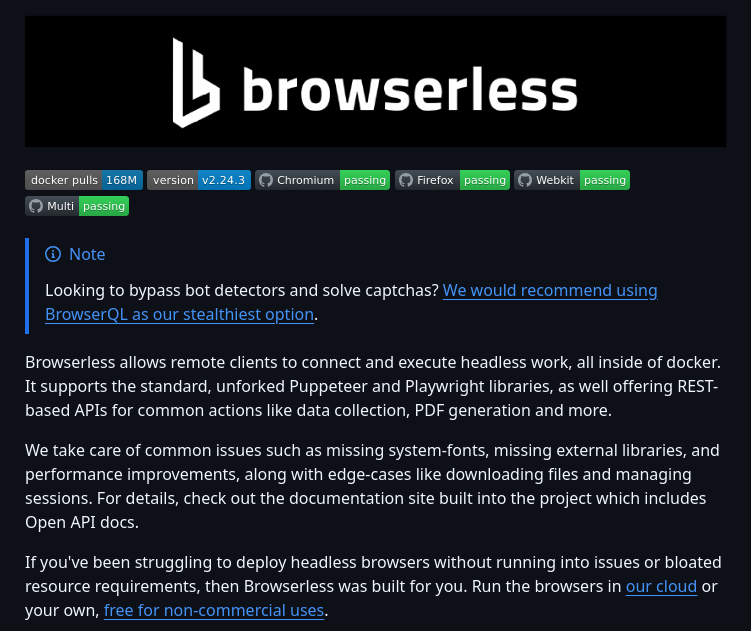 browserless
docker pulls 168M version v2.24.3 Chromium passing Firefox passing Webkit passing
Multi passing
Note
Looking to bypass bot detectors and solve captchas? We would recommend using
BrowserQL as our stealthiest option.
Browserless allows remote clients to connect and execute headless work, all inside of docker.
It supports the standard, unforked Puppeteer and Playwright libraries, as well offering REST-
based APIs for common actions like data collection, PDF generation and more.
We take care of common issues such as missing system-fonts, missing external libraries, and
performance improvements, along with edge-cases like downloading files and managing
sessions. For details, check out the documentation site built into the project which includes
Open API docs.
If you've been struggling to deploy headless browsers without running into issues or bloated
resource requirements, then Browserless was built for you. Run the browsers in our cloud or
your own, free for non-commercial uses.